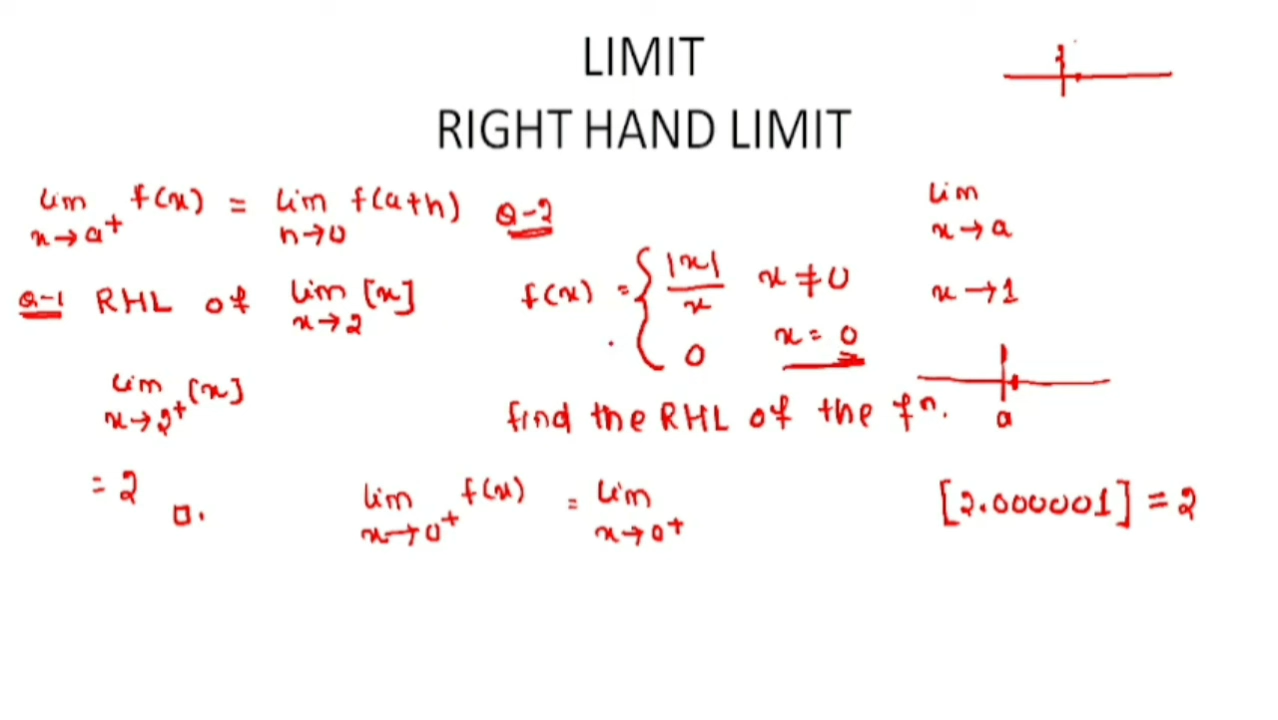 LIMIT
RIGHT HAND LIMIT
lim f(x) = lim f(a+h)
x→a⁺ h→0
Q-1 RHL of lim [x]
x→2
lim [x]
x→2⁺
= 2
Q-2
f(x) = { |x|/x x≠0
0 x = 0
find the RHL of the fⁿ.
lim f(x) = lim
x→0⁺ x→0⁺
lim
x→a
x→1
a
[2.000001] = 2